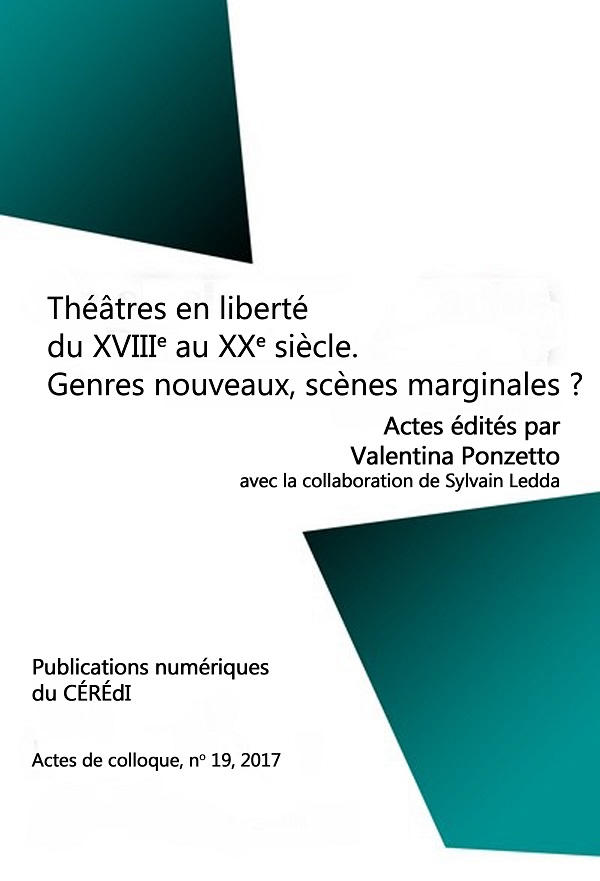 Théâtres en liberté
du XVIIIᵉ au XXᵉ siècle.
Genres nouveaux, scènes marginales ?
Actes édités par
Valentina Ponzetto
avec la collaboration de Sylvain Ledda
Publications numériques
du CÉRÉdI
Actes de colloque, nº 19, 2017